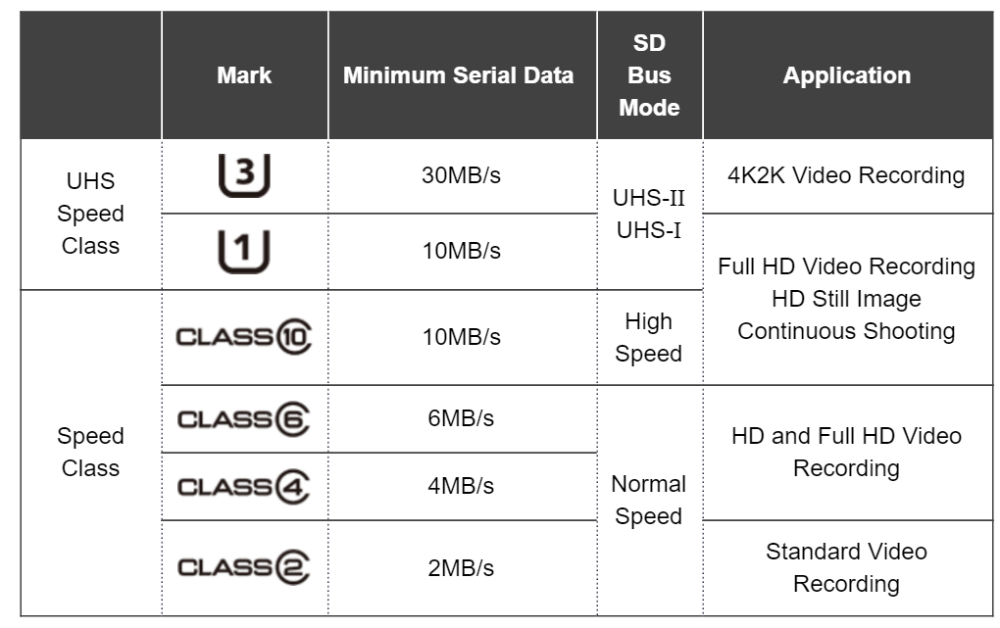 Mark
Minimum Serial Data
SD
Bus
Mode
Application
UHS
Speed
Class
3
30MB/s
UHS-II
UHS-I
4K2K Video Recording
1
10MB/s
Full HD Video Recording
HD Still Image
Continuous Shooting
Speed
Class
CLASS 10
10MB/s
High
Speed
CLASS 6
6MB/s
Normal
Speed
HD and Full HD Video
Recording
CLASS 4
4MB/s
CLASS 2
2MB/s
Standard Video
Recording